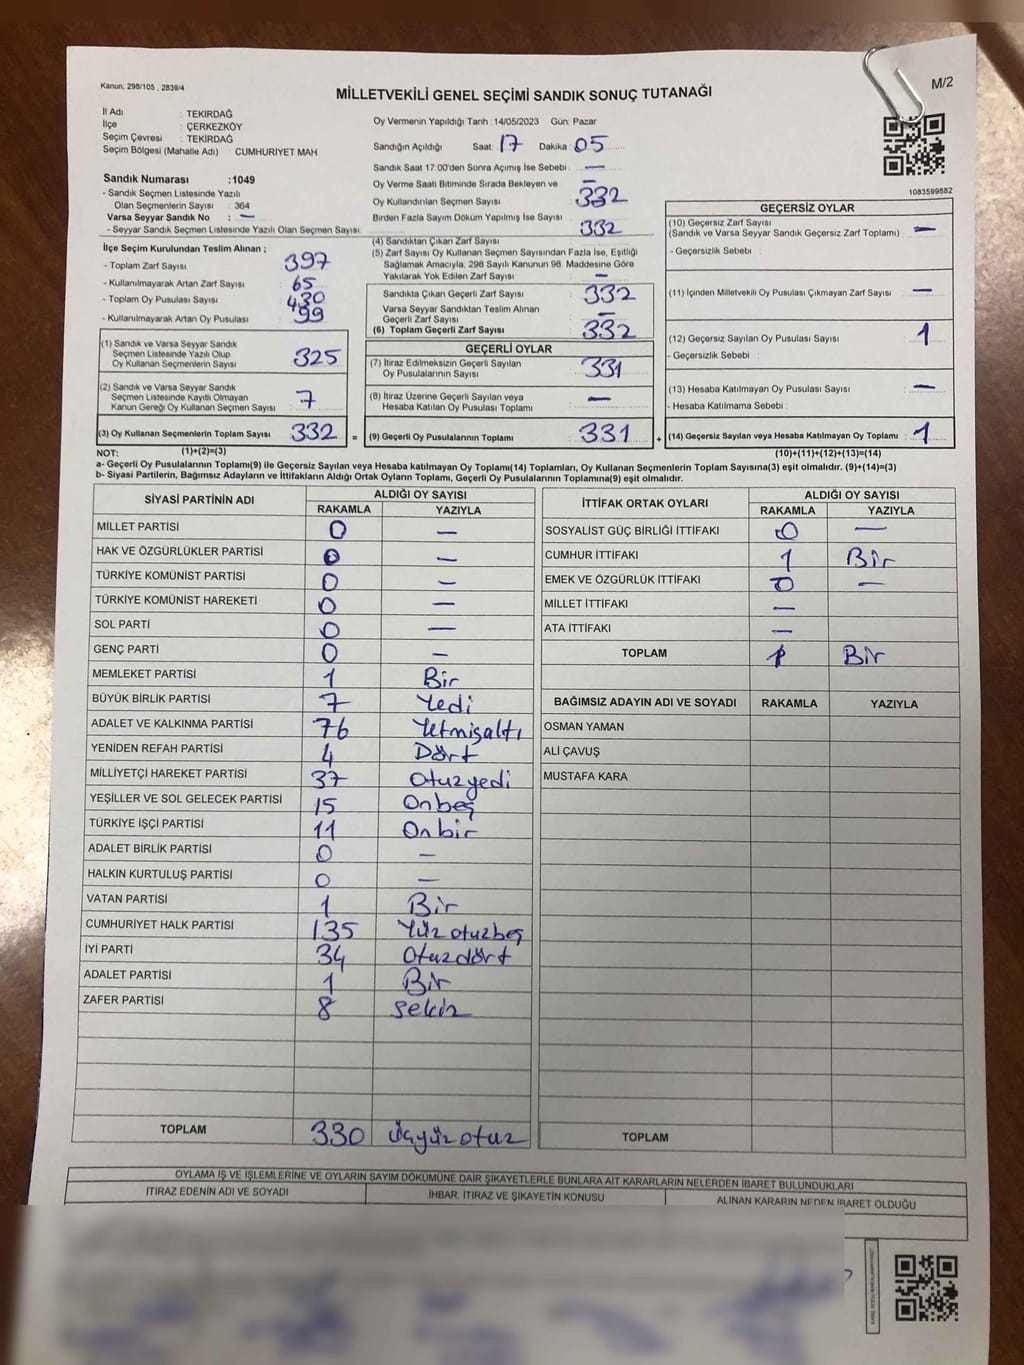 Kanun, 298/105 , 2839/4
M/2
MİLLETVEKİLİ GENEL SEÇİMİ SANDIK SONUÇ TUTANAĞI
İl Adı : TEKİRDAĞ
İlçe : ÇERKEZKÖY
Seçim Çevresi : TEKİRDAĞ
Seçim Bölgesi (Mahalle Adı) : CUMHURİYET MAH.
Sandık Numarası :1049
- Sandık Seçmen Listesinde Yazılı
Olan Seçmenlerin Sayısı : 364
Varsa Seyyar Sandık No : —
- Seyyar Sandık Seçmen Listesinde Yazılı Olan Seçmen Sayısı
İlçe Seçim Kurulundan Teslim Alınan ;
- Toplam Zarf Sayısı 397
- Kullanılmayarak Artan Zarf Sayısı 65
- Toplam Oy Pusulası Sayısı 430
- Kullanılmayarak Artan Oy Pusulası 99
(1) Sandık ve Varsa Seyyar Sandık
Seçmen Listesinde Yazılı Olup
Oy Kullanan Seçmenlerin Sayısı 325
(2) Sandık ve Varsa Seyyar Sandık
Seçmen Listesinde Kayıtlı Olmayan
Kanun Gereği Oy Kullanan Seçmen Sayısı 7
(3) Oy Kullanan Seçmenlerin Toplam Sayısı 332 =
(1)+(2)=(3)
Oy Vermenin Yapıldığı Tarih :14/05/2023 Gün: Pazar
Sandığın Açıldığı Saat 17 Dakika 05
Sandık Saat 17:00'den Sonra Açımış İse Sebebi : —
Oy Verme Saati Bitiminde Sırada Bekleyen ve —
Oy Kullandırılan Seçmen Sayısı 332
Birden Fazla Sayım Döküm Yapılmış İse Sayısı
(4) Sandıktan Çıkan Zarf Sayısı 332
(5) Zarf Sayısı Oy Kullanan Seçmen Sayısından Fazla İse, Eşitliği
Sağlamak Amacıyla, 298 Sayılı Kanunun 98. Maddesine Göre
Yakılarak Yok Edilen Zarf Sayısı : —
Sandıkta Çıkan Geçerli Zarf Sayısı 332
Varsa Seyyar Sandıktan Teslim Alınan
Geçerli Zarf Sayısı —
(6) Toplam Geçerli Zarf Sayısı 332
GEÇERLİ OYLAR
(7) İtiraz Edilmeksizin Geçerli Sayılan
Oy Pusulalarının Sayısı 331
(8) İtiraz Üzerine Geçerli Sayılan veya
Hesaba Katılan Oy Pusulası Toplamı —
(9) Geçerli Oy Pusulalarının Toplamı 331 +
1083599882
GEÇERSİZ OYLAR
(10) Geçersiz Zarf Sayısı
(Sandık ve Varsa Seyyar Sandık Geçersiz Zarf Toplamı) : —
- Geçersizlik Sebebi :
(11) İçinden Milletvekili Oy Pusulası Çıkmayan Zarf Sayısı : —
(12) Geçersiz Sayılan Oy Pusulası Sayısı : 1
- Geçersizlik Sebebi :
(13) Hesaba Katılmayan Oy Pusulası Sayısı : —
- Hesaba Katılmama Sebebi :
(14) Geçersiz Sayılan veya Hesaba Katılmayan Oy Toplamı : 1
(10)+(11)+(12)+(13)=(14)
NOT:
a- Geçerli Oy Pusulalarının Toplamı(9) ile Geçersiz Sayılan veya Hesaba katılmayan Oy Toplamı(14) Toplamları, Oy Kullanan Seçmenlerin Toplam Sayısına(3) eşit olmalıdır. (9)+(14)=(3)
b- Siyasi Partilerin, Bağımsız Adayların ve İttifakların Aldığı Ortak Oyların Toplamı, Geçerli Oy Pusulalarının Toplamına(9) eşit olmalıdır.
SİYASİ PARTİNİN ADI ALDIĞI OY SAYISI
RAKAMLA YAZIYLA
MİLLET PARTİSİ 0 —
HAK VE ÖZGÜRLÜKLER PARTİSİ 0 —
TÜRKİYE KOMÜNİST PARTİSİ 0 —
TÜRKİYE KOMÜNİST HAREKETİ 0 —
SOL PARTİ 0 —
GENÇ PARTİ 0 —
MEMLEKET PARTİSİ 1 Bir
BÜYÜK BİRLİK PARTİSİ 7 Yedi
ADALET VE KALKINMA PARTİSİ 76 Yetmişaltı
YENİDEN REFAH PARTİSİ 4 Dört
MİLLİYETÇİ HAREKET PARTİSİ 37 Otuzyedi
YEŞİLLER VE SOL GELECEK PARTİSİ 15 Onbeş
TÜRKİYE İŞÇİ PARTİSİ 11 Onbir
ADALET BİRLİK PARTİSİ 0 —
HALKIN KURTULUŞ PARTİSİ 0 —
VATAN PARTİSİ 1 Bir
CUMHURİYET HALK PARTİSİ 135 Yüzotuzbeş
İYİ PARTİ 34 Otuzdört
ADALET PARTİSİ 1 Bir
ZAFER PARTİSİ 8 Sekiz
TOPLAM 330 Üçyüzotuz
İTTİFAK ORTAK OYLARI ALDIĞI OY SAYISI
RAKAMLA YAZIYLA
SOSYALİST GÜÇ BİRLİĞİ İTTİFAKI 0 —
CUMHUR İTTİFAKI 1 Bir
EMEK VE ÖZGÜRLÜK İTTİFAKI 0 —
MİLLET İTTİFAKI —
ATA İTTİFAKI —
TOPLAM 1 Bir
BAĞIMSIZ ADAYIN ADI VE SOYADI RAKAMLA YAZIYLA
OSMAN YAMAN
ALİ ÇAVUŞ
MUSTAFA KARA
TOPLAM
OYLAMA İŞ VE İŞLEMLERİNE VE OYLARIN SAYIM DÖKÜMÜNE DAİR ŞİKAYETLERLE BUNLARA AİT KARARLARIN NELERDEN İBARET BULUNDUKLARI
İTİRAZ EDENİN ADI VE SOYADI İHBAR, İTİRAZ VE ŞİKAYETİN KONUSU ALINAN KARARIN NEDEN İBARET OLDUĞU